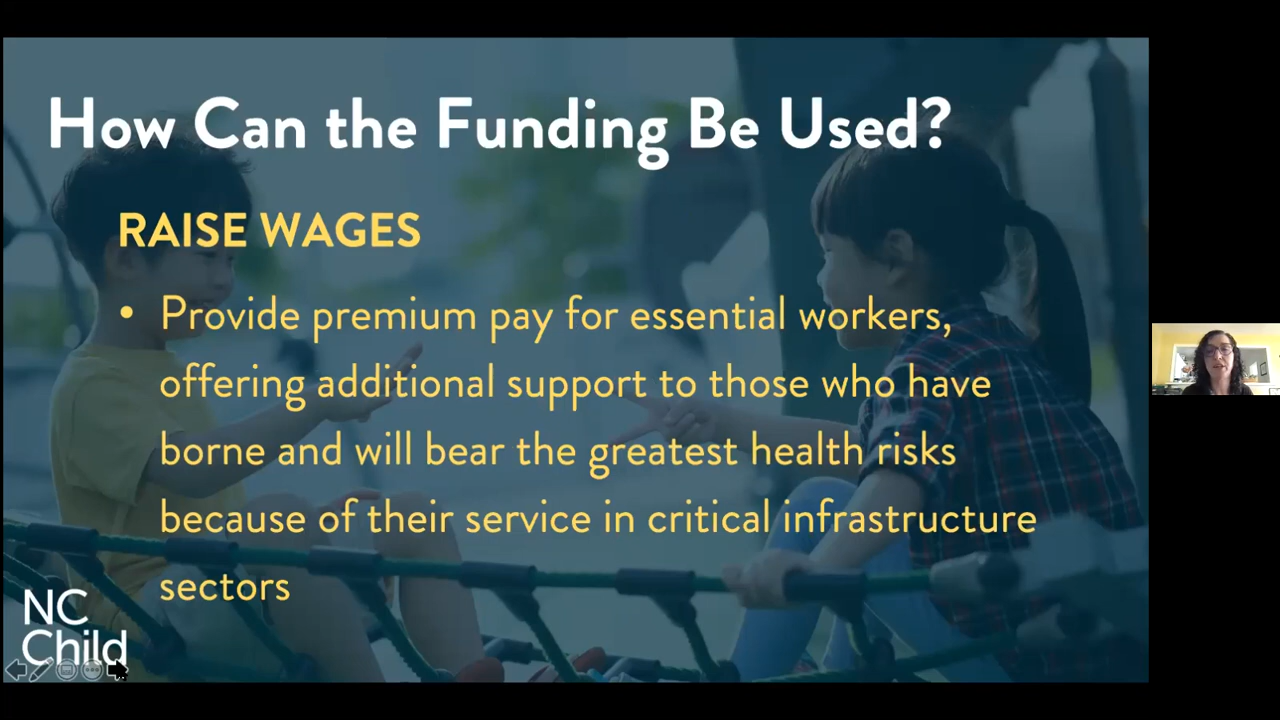 How Can the Funding Be Used?
RAISE WAGES
• Provide premium pay for essential workers,
offering additional support to those who have
borne and will bear the greatest health risks
because of their service in critical infrastructure
sectors
NC
Child